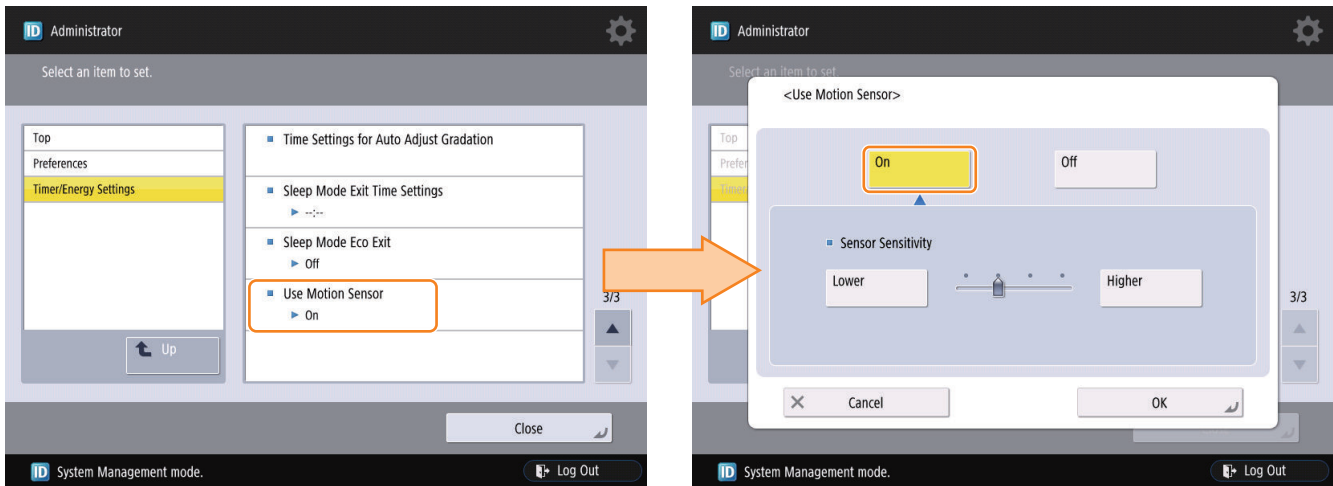 ID Administrator
Select an item to set.
Top
Preferences
Timer/Energy Settings
Up
Time Settings for Auto Adjust Gradation
Sleep Mode Exit Time Settings
--:--
Sleep Mode Eco Exit
Off
Use Motion Sensor
On
3/3
Close
ID System Management mode.
Log Out
ID Administrator
Select an item to set.
<Use Motion Sensor>
Top
Prefer
Timer
On
Off
Sensor Sensitivity
Lower
Higher
3/3
Cancel
OK
ID System Management mode.
Log Out